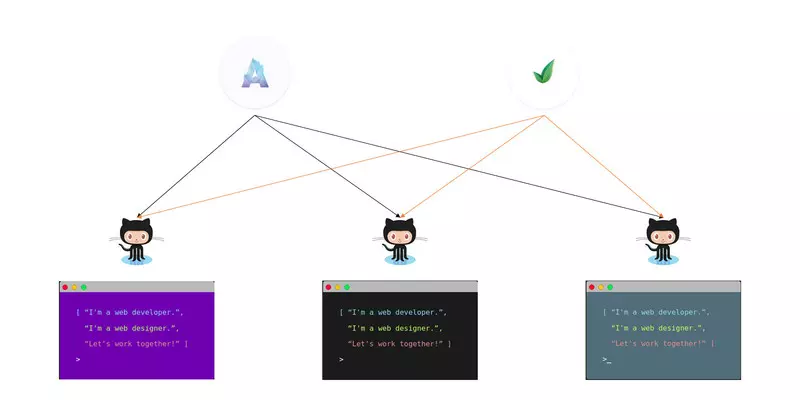 A
[ “I'm a web developer.”,
“I'm a web designer.”,
“Let's work together!” ]
>
[ “I'm a web developer.”,
“I'm a web designer.”,
“Let's work together!” ]
>
[ “I'm a web developer.”,
“I'm a web designer.”,
“Let's work together!” ]
>_